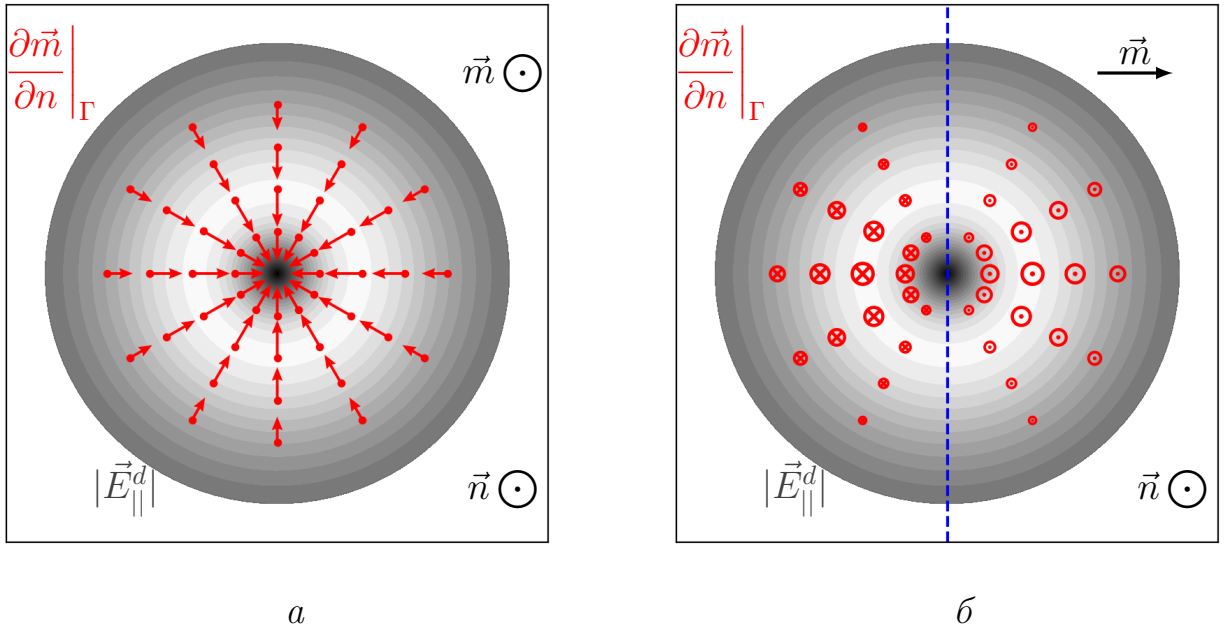 ∂m⃗/∂n|_Γ
m⃗ ⊙
|E⃗^d_{||}|
n⃗ ⊙
а
∂m⃗/∂n|_Γ
m⃗
|E⃗^d_{||}|
n⃗ ⊙
б